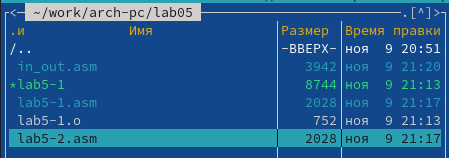 ~/work/arch-pc/lab05 .[^]>
.и Имя Размер Время правки
/.. -ВВЕРХ- ноя 9 20:51
in_out.asm 3942 ноя 9 21:20
*lab5-1 8744 ноя 9 21:13
lab5-1.asm 2028 ноя 9 21:17
lab5-1.o 752 ноя 9 21:13
lab5-2.asm 2028 ноя 9 21:17